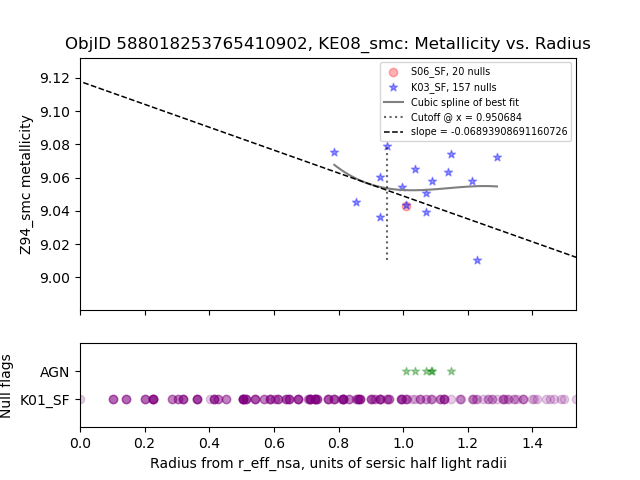 ObjID 588018253765410902, KE08_smc: Metallicity vs. Radius
S06_SF, 20 nulls
K03_SF, 157 nulls
Cubic spline of best fit
Cutoff @ x = 0.950684
slope = -0.06893908691160726
Z94_smc metallicity
9.12
9.10
9.08
9.06
9.04
9.02
9.00
Null flags
AGN
K01_SF
0.0 0.2 0.4 0.6 0.8 1.0 1.2 1.4
Radius from r_eff_nsa, units of sersic half light radii